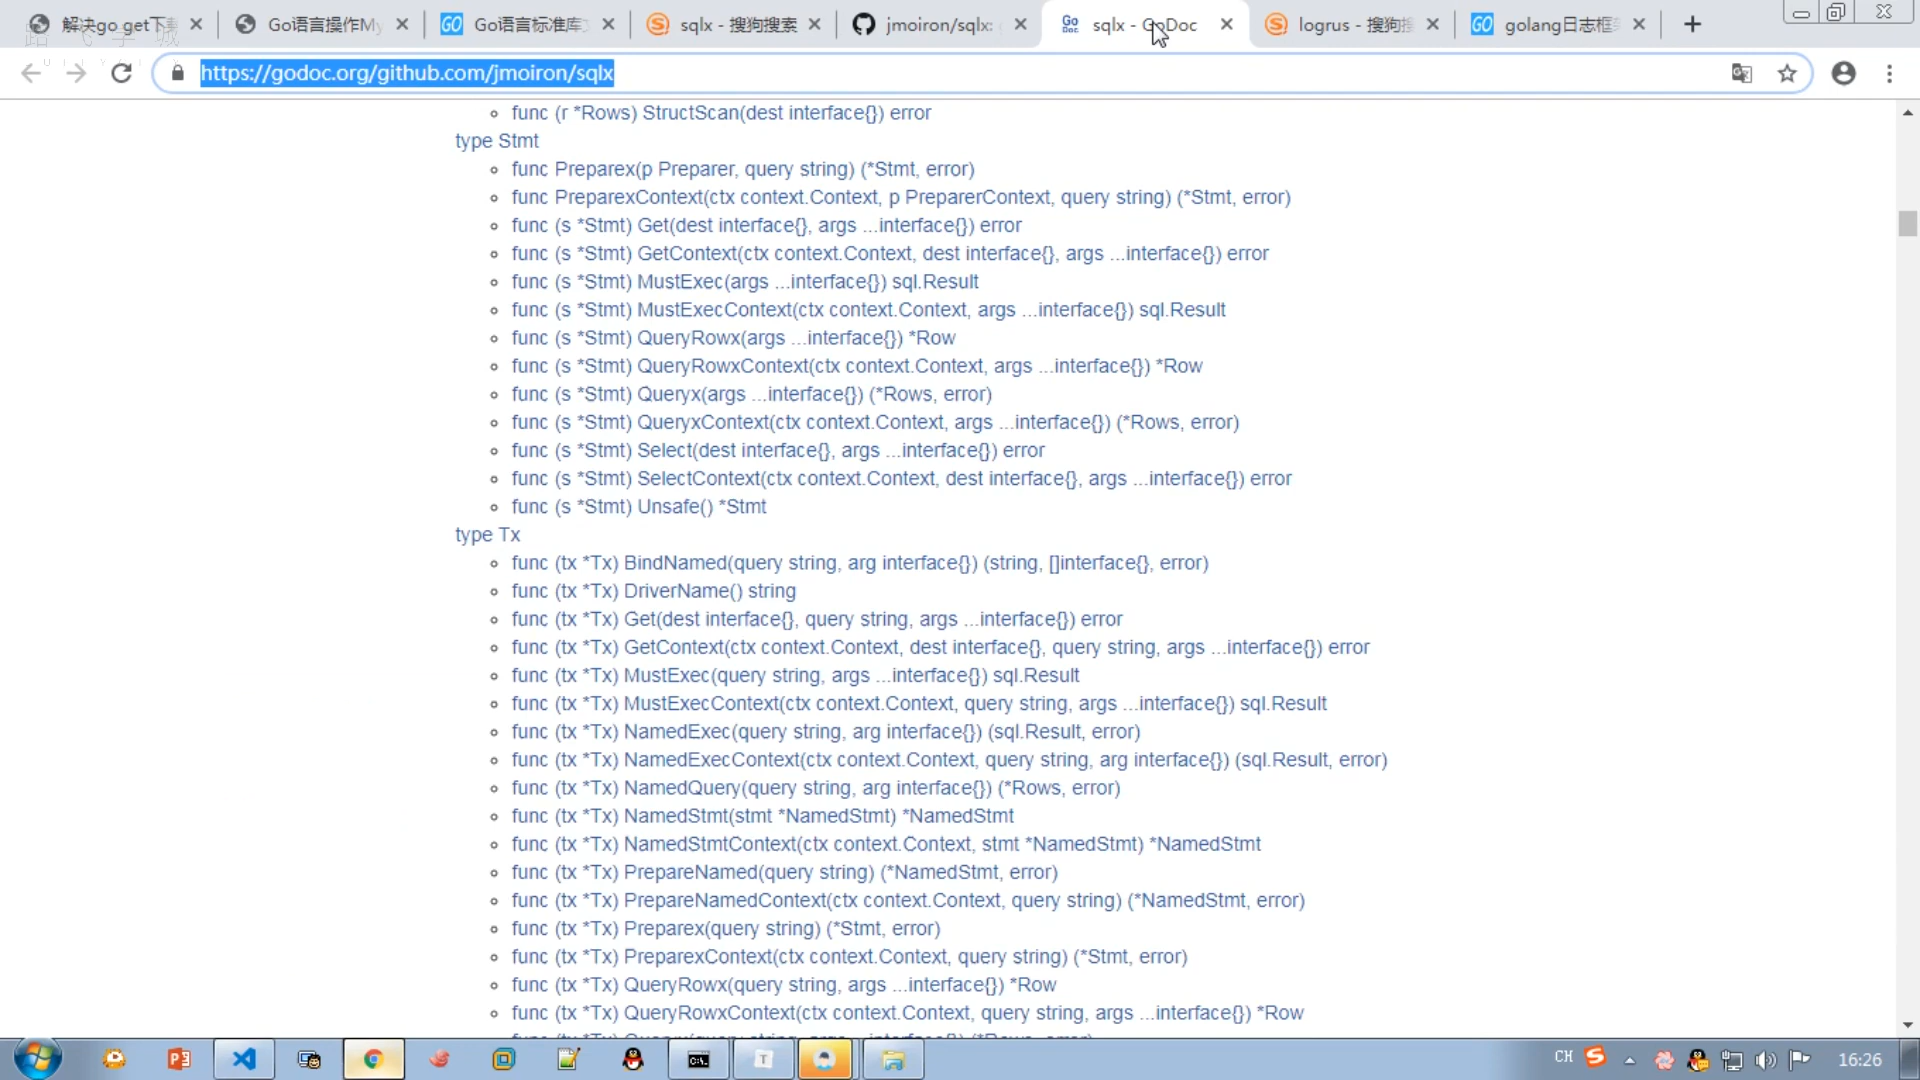 解决go get下
Go语言操作My
Go语言标准库
sqlx - 搜狗搜索
jmoiron/sqlx:
sqlx - GoDoc
logrus - 搜狗
golang日志框
https://godoc.org/github.com/jmoiron/sqlx
func (r *Rows) StructScan(dest interface{}) error
type Stmt
func Preparex(p Preparer, query string) (*Stmt, error)
func PreparexContext(ctx context.Context, p PreparerContext, query string) (*Stmt, error)
func (s *Stmt) Get(dest interface{}, args ...interface{}) error
func (s *Stmt) GetContext(ctx context.Context, dest interface{}, args ...interface{}) error
func (s *Stmt) MustExec(args ...interface{}) sql.Result
func (s *Stmt) MustExecContext(ctx context.Context, args ...interface{}) sql.Result
func (s *Stmt) QueryRowx(args ...interface{}) *Row
func (s *Stmt) QueryRowxContext(ctx context.Context, args ...interface{}) *Row
func (s *Stmt) Queryx(args ...interface{}) (*Rows, error)
func (s *Stmt) QueryxContext(ctx context.Context, args ...interface{}) (*Rows, error)
func (s *Stmt) Select(dest interface{}, args ...interface{}) error
func (s *Stmt) SelectContext(ctx context.Context, dest interface{}, args ...interface{}) error
func (s *Stmt) Unsafe() *Stmt
type Tx
func (tx *Tx) BindNamed(query string, arg interface{}) (string, []interface{}, error)
func (tx *Tx) DriverName() string
func (tx *Tx) Get(dest interface{}, query string, args ...interface{}) error
func (tx *Tx) GetContext(ctx context.Context, dest interface{}, query string, args ...interface{}) error
func (tx *Tx) MustExec(query string, args ...interface{}) sql.Result
func (tx *Tx) MustExecContext(ctx context.Context, query string, args ...interface{}) sql.Result
func (tx *Tx) NamedExec(query string, arg interface{}) (sql.Result, error)
func (tx *Tx) NamedExecContext(ctx context.Context, query string, arg interface{}) (sql.Result, error)
func (tx *Tx) NamedQuery(query string, arg interface{}) (*Rows, error)
func (tx *Tx) NamedStmt(stmt *NamedStmt) *NamedStmt
func (tx *Tx) NamedStmtContext(ctx context.Context, stmt *NamedStmt) *NamedStmt
func (tx *Tx) PrepareNamed(query string) (*NamedStmt, error)
func (tx *Tx) PrepareNamedContext(ctx context.Context, query string) (*NamedStmt, error)
func (tx *Tx) Preparex(query string) (*Stmt, error)
func (tx *Tx) PreparexContext(ctx context.Context, query string) (*Stmt, error)
func (tx *Tx) QueryRowx(query string, args ...interface{}) *Row
func (tx *Tx) QueryRowxContext(ctx context.Context, query string, args ...interface{}) *Row
CH
16:26